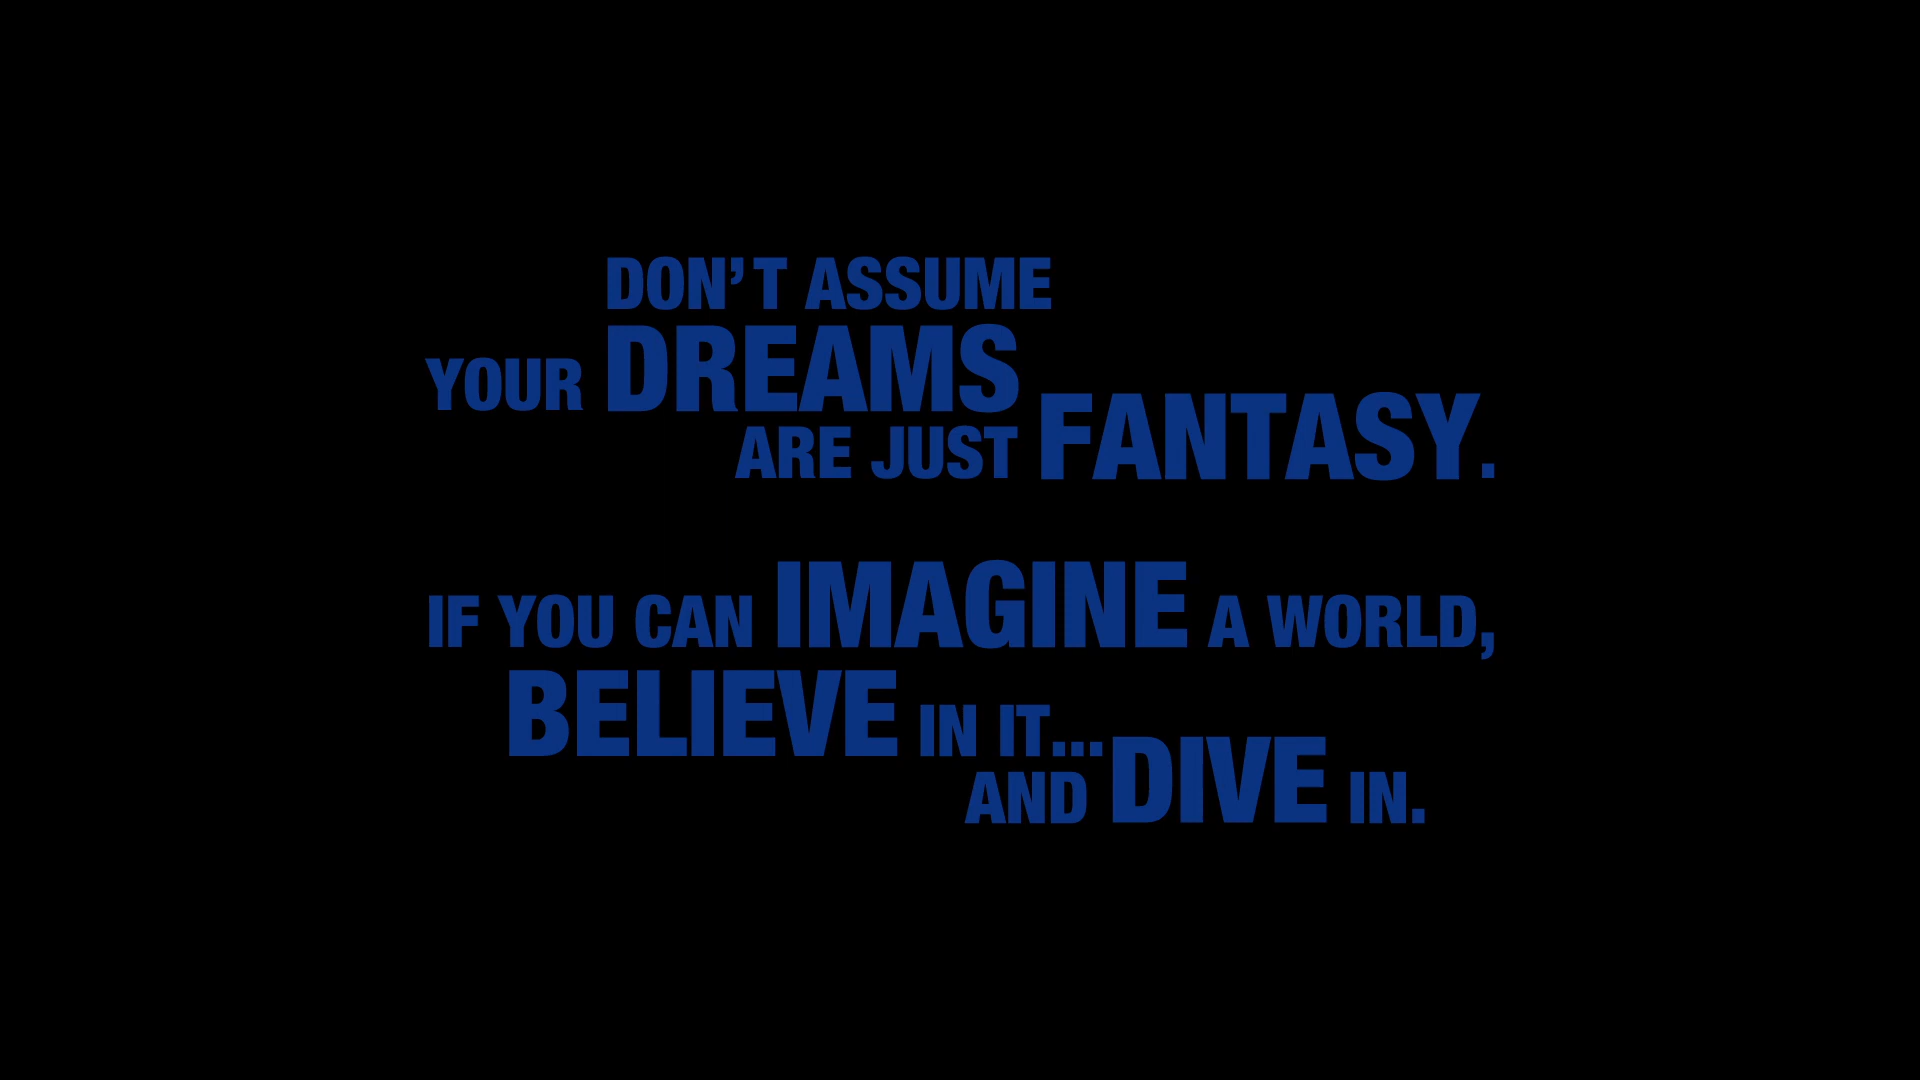 DON'T ASSUME
YOUR DREAMS
ARE JUST FANTASY.
IF YOU CAN IMAGINE A WORLD,
BELIEVE IN IT...
AND DIVE IN.